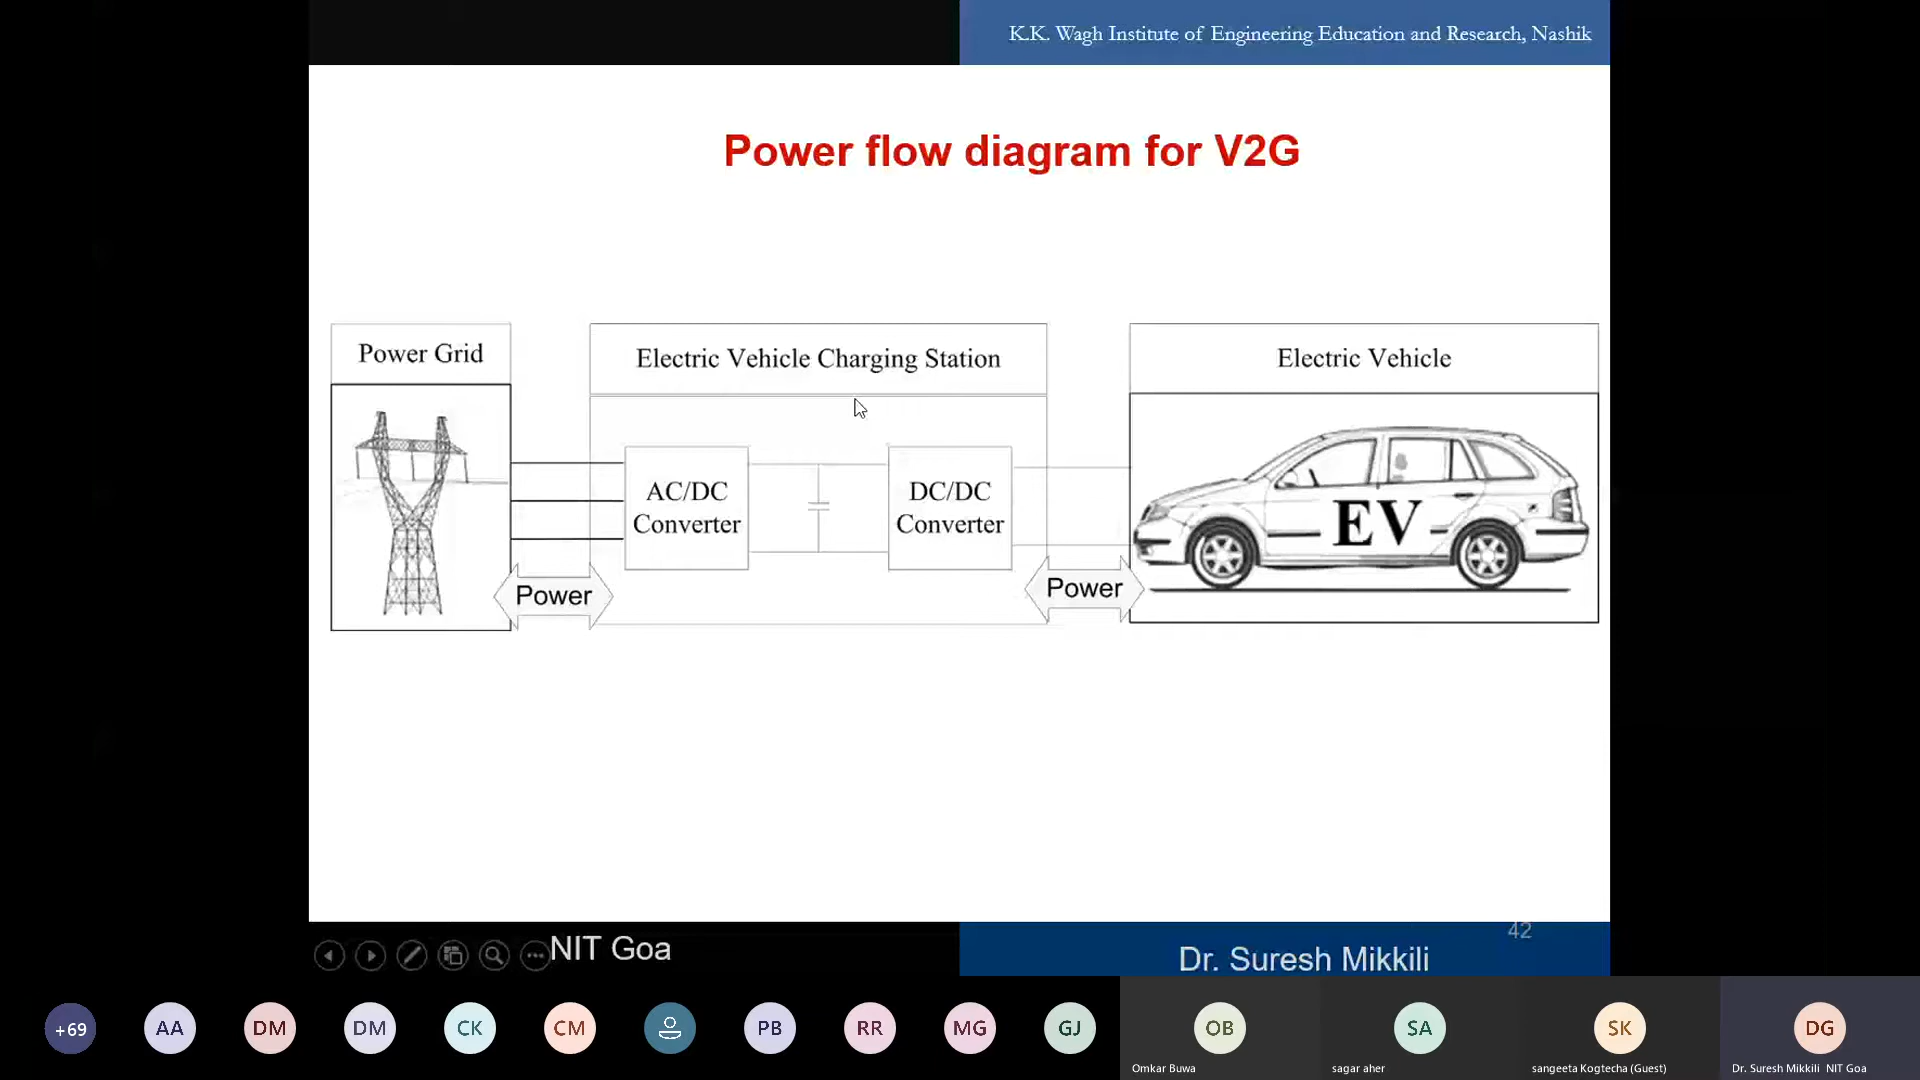 K.K. Wagh Institute of Engineering Education and Research, Nashik
Power flow diagram for V2G
Power Grid
Electric Vehicle Charging Station
Electric Vehicle
AC/DC
Converter
DC/DC
Converter
EV
Power
Power
42
NIT Goa
Dr. Suresh Mikkili
+69
AA
DM
DM
CK
CM
PB
RR
MG
GJ
OB
SA
SK
DG
Omkar Buwa
sagar aher
sangeeta Kogtecha (Guest)
Dr. Suresh Mikkili NIT Goa